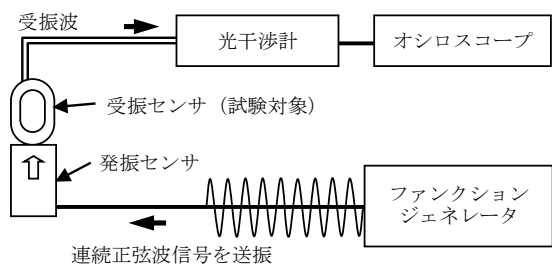 受振波
光干渉計
オシロスコープ
受振センサ（試験対象）
発振センサ
ファンクション
ジェネレータ
連続正弦波信号を送振